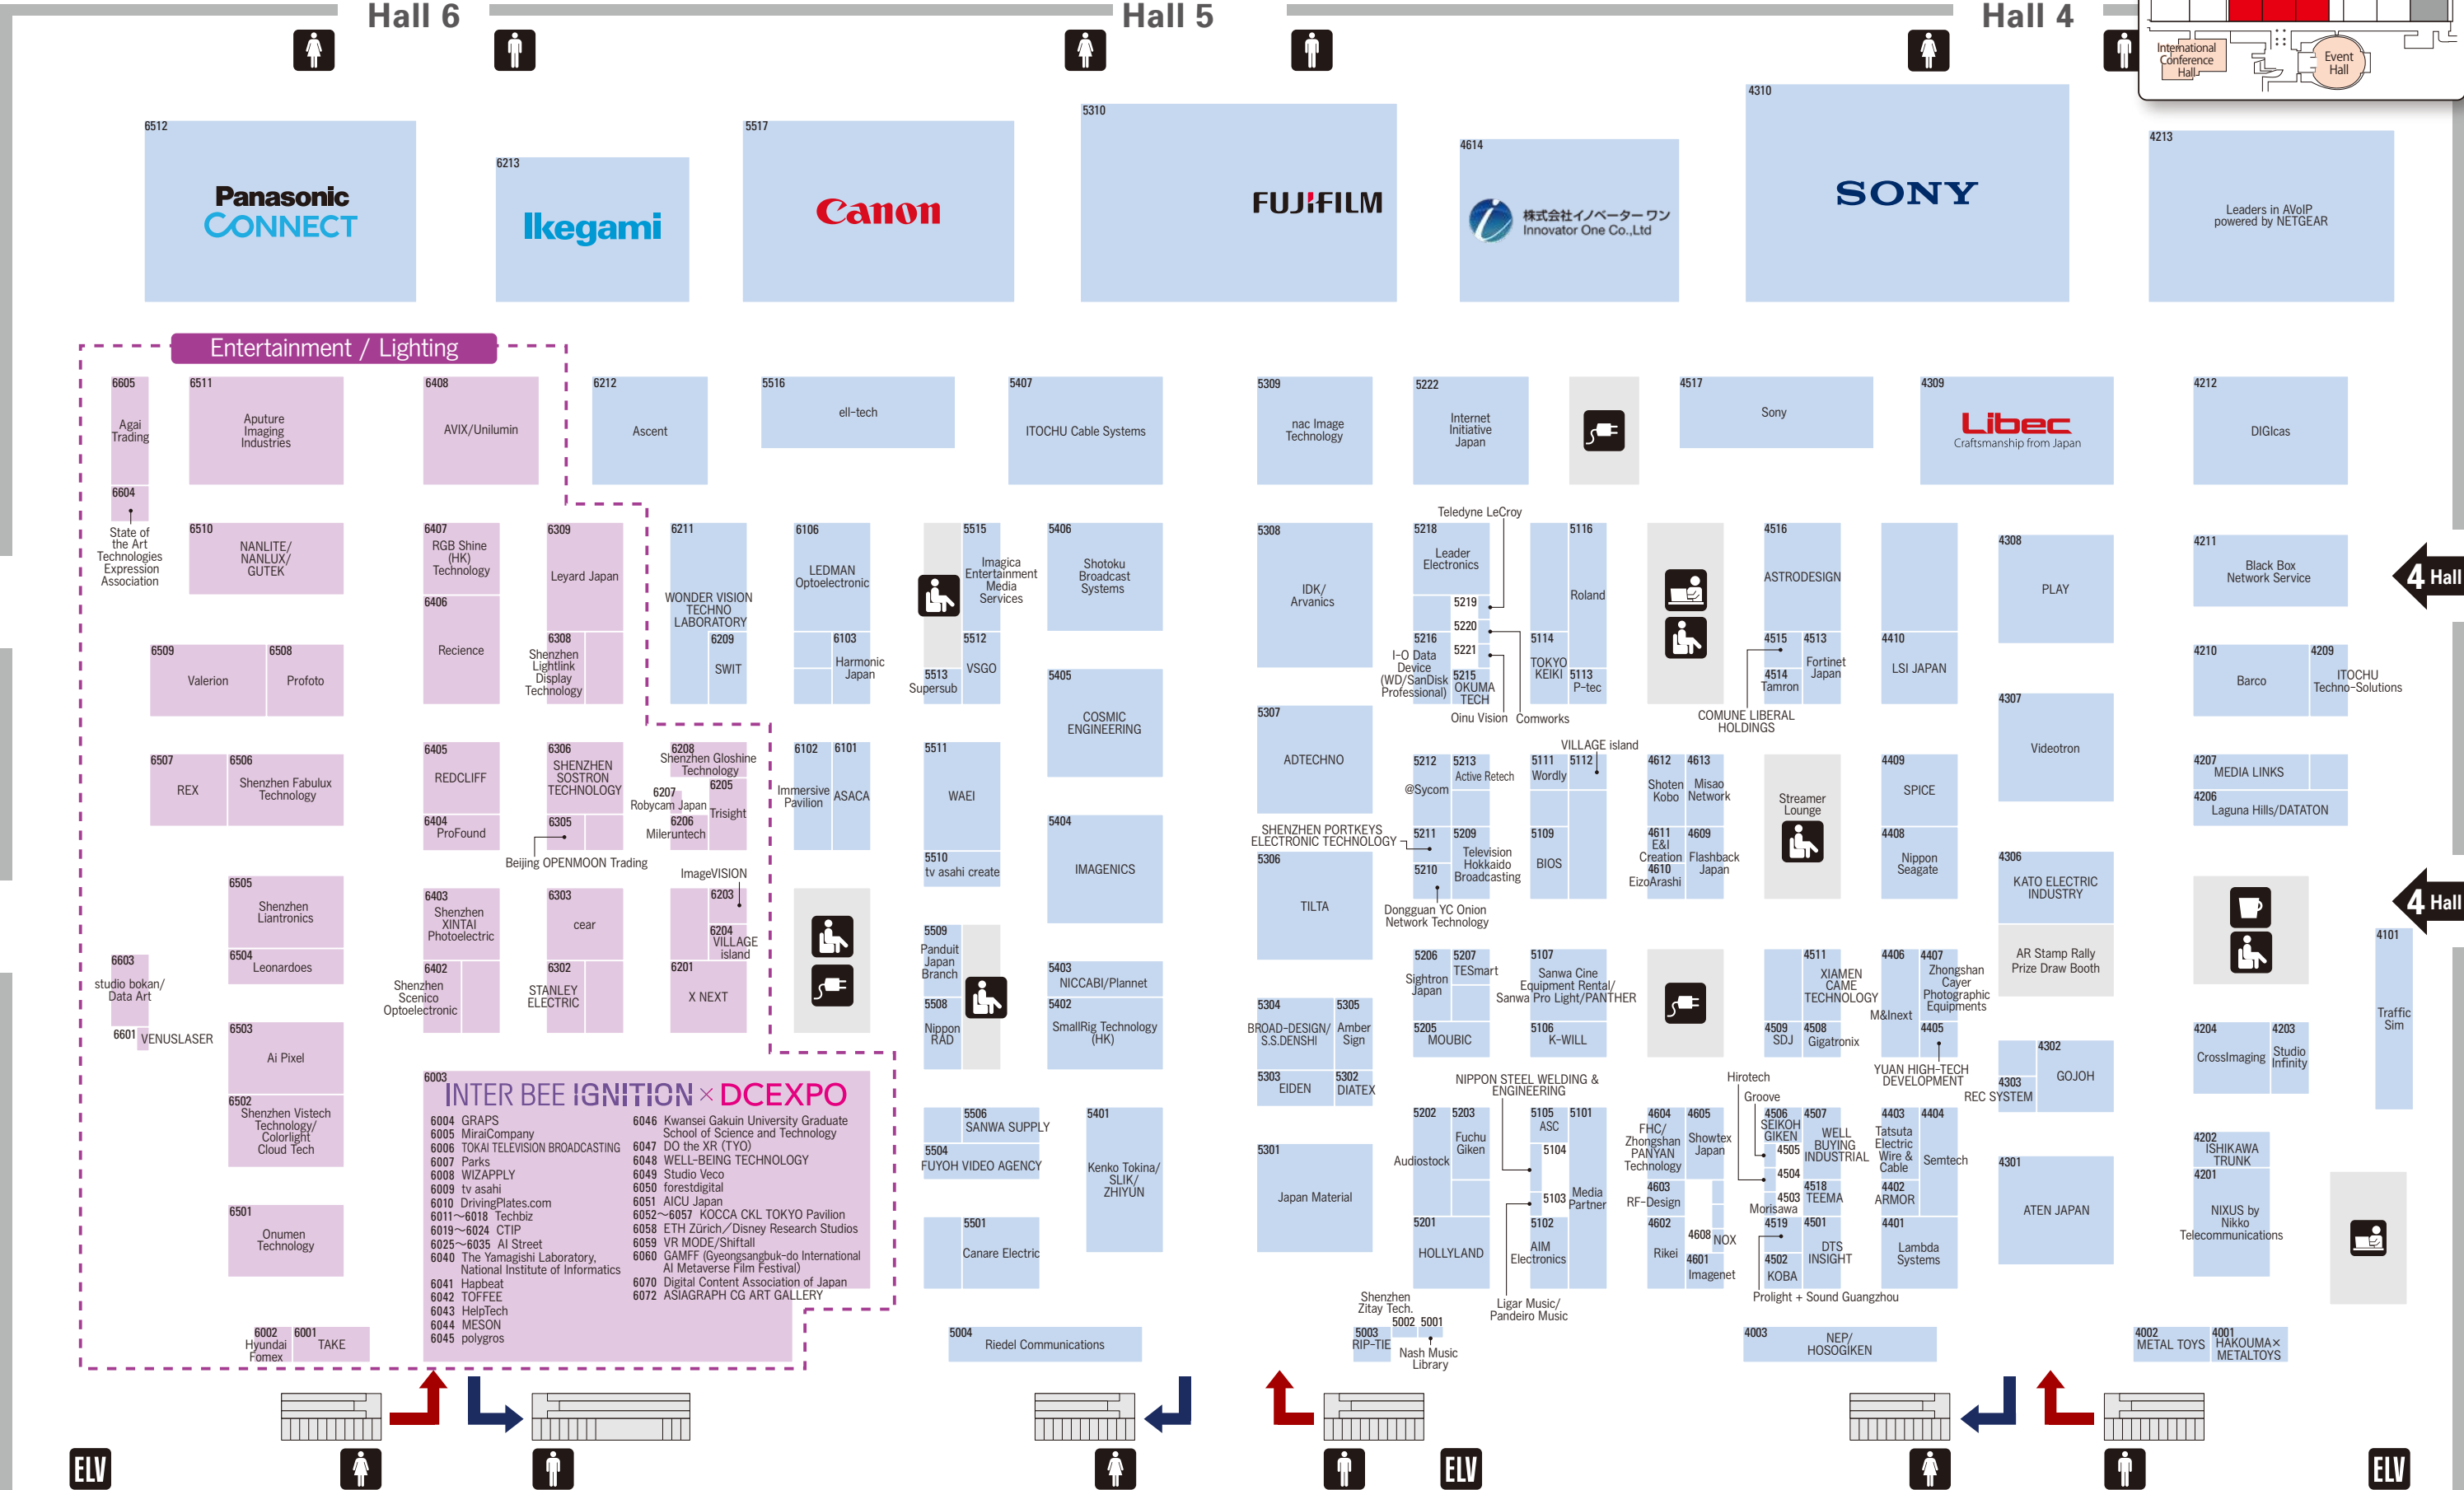 Hall 6
Hall 5
Hall 4
International
Conference
Hall
Event
Hall
6512
Panasonic
CONNECT
6213
Ikegami
5517
Canon
5310
FUJIFILM
4614
株式会社イノベーター ワン
Innovator One Co.,Ltd
4310
SONY
4213
Leaders in AVoIP
powered by NETGEAR
Entertainment / Lighting
6605
Agai
Trading
6511
Aputure
Imaging
Industries
6408
AVIX/Unilumin
6212
Ascent
5516
ell-tech
5407
ITOCHU Cable Systems
5309
nac Image
Technology
5222
Internet
Initiative
Japan
4517
Sony
4309
Libec
Craftsmanship from Japan
4212
DIGIcas
6604
State of
the Art
Technologies
Expression
Association
6510
NANLITE/
NANLUX/
GUTEK
6407
RGB Shine
(HK)
Technology
6406
Recience
6309
Leyard Japan
6308
Shenzhen
Lightlink
Display
Technology
6211
WONDER VISION
TECHNO
LABORATORY
6209
SWIT
6106
LEDMAN
Optoelectronic
6103
Harmonic
Japan
5515
Imagica
Entertainment
Media
Services
5512
VSGO
5513
Supersub
5406
Shotoku
Broadcast
Systems
5405
COSMIC
ENGINEERING
5308
IDK/
Arvanics
Teledyne LeCroy
5218
Leader
Electronics
5219
5220
5221
5216
I-O Data
Device
(WD/SanDisk
Professional)
5215
OKUMA
TECH
Oinu Vision
Comworks
5116
Roland
5114
TOKYO
KEIKI
5113
P-tec
4516
ASTRODESIGN
4515
4513
Fortinet
Japan
4514
Tamron
COMUNE LIBERAL
HOLDINGS
4410
LSI JAPAN
4308
PLAY
4211
Black Box
Network Service
4 Hall
6509
Valerion
6508
Profoto
4210
Barco
4209
ITOCHU
Techno-Solutions
5307
ADTECHNO
4307
Videotron
6507
REX
6506
Shenzhen Fabulux
Technology
6405
REDCLIFF
6404
ProFound
6306
SHENZHEN
SOSTRON
TECHNOLOGY
6305
Beijing OPENMOON Trading
6208
Shenzhen Gloshine
Technology
6205
Trisight
6207
Robycam Japan
6206
Mileruntech
6102
Immersive
Pavilion
6101
ASACA
5511
WAEI
5510
tv asahi create
5404
IMAGENICS
5212
@Sycom
5213
Active Retech
VILLAGE island
5111
Wordly
5112
4612
Shoten
Kobo
4613
Misao
Network
Streamer
Lounge
4409
SPICE
4207
MEDIA LINKS
4206
Laguna Hills/DATATON
SHENZHEN PORTKEYS
ELECTRONIC TECHNOLOGY
5211
5209
Television
Hokkaido
Broadcasting
5210
Dongguan YC Onion
Network Technology
5109
BIOS
4611
E&I
Creation
4609
Flashback
Japan
4610
EizoArashi
4408
Nippon
Seagate
5306
TILTA
4306
KATO ELECTRIC
INDUSTRY
AR Stamp Rally
Prize Draw Booth
4 Hall
ImageVISION
6505
Shenzhen
Liantronics
6504
Leonardoes
6403
Shenzhen
XINTAI
Photoelectric
6402
Shenzhen
Scenico
Optoelectronic
6303
cear
6302
STANLEY
ELECTRIC
6203
6204
VILLAGE
island
6201
X NEXT
5509
Panduit
Japan
Branch
5508
Nippon
RAD
5403
NICCABI/Plannet
5402
SmallRig Technology
(HK)
5304
BROAD-DESIGN/
S.S.DENSHI
5305
Amber
Sign
5303
EIDEN
5302
DIATEX
5206
Sightron
Japan
5207
TESmart
5205
MOUBIC
5107
Sanwa Cine
Equipment Rental/
Sanwa Pro Light/PANTHER
5106
K-WILL
4511
XIAMEN
CAME
TECHNOLOGY
4509
SDJ
4508
Gigatronix
4406
M&Inext
4407
Zhongshan
Cayer
Photographic
Equipments
4405
YUAN HIGH-TECH
DEVELOPMENT
4302
GOJOH
4303
REC SYSTEM
4204
CrossImaging
4203
Studio
Infinity
4101
Traffic
Sim
6603
studio bokan/
Data Art
6601
VENUSLASER
6503
Ai Pixel
6502
Shenzhen Vistech
Technology/
Colorlight
Cloud Tech
6501
Onumen
Technology
6002
Hyundai
Fomex
6001
TAKE
6003
INTER BEE IGNITION × DCEXPO
6004 GRAPS
6005 MiraiCompany
6006 TOKAI TELEVISION BROADCASTING
6007 Parks
6008 WIZAPPLY
6009 tv asahi
6010 DrivingPlates.com
6011～6018 Techbiz
6019～6024 CTIP
6025～6035 AI Street
6040 The Yamagishi Laboratory,
National Institute of Informatics
6041 Hapbeat
6042 TOFFEE
6043 HelpTech
6044 MESON
6045 polygros
6046 Kwansei Gakuin University Graduate
School of Science and Technology
6047 DO the XR (TYO)
6048 WELL-BEING TECHNOLOGY
6049 Studio Veco
6050 forestdigital
6051 AICU Japan
6052～6057 KOCCA CKL TOKYO Pavilion
6058 ETH Zürich／Disney Research Studios
6059 VR MODE/Shiftall
6060 GAMFF (Gyeongsangbuk-do International
AI Metaverse Film Festival)
6070 Digital Content Association of Japan
6072 ASIAGRAPH CG ART GALLERY
5506
SANWA SUPPLY
5504
FUYOH VIDEO AGENCY
5501
Canare Electric
5401
Kenko Tokina/
SLIK/
ZHIYUN
5004
Riedel Communications
5301
Japan Material
NIPPON STEEL WELDING &
ENGINEERING
5202
Audiostock
5203
Fuchu
Giken
5201
HOLLYLAND
5105
ASC
5104
5103
5101
Media
Partner
5102
AIM
Electronics
Ligar Music/
Pandeiro Music
Shenzhen
Zitay Tech.
5003
RIP-TIE
5002
5001
Nash Music
Library
4604
FHC/
Zhongshan
PANYAN
Technology
4605
Showtex
Japan
4603
RF-Design
4602
Rikei
4608
NOX
4601
Imagenet
Hirotech
Groove
4506
SEIKOH
GIKEN
4507
WELL
BUYING
INDUSTRIAL
4505
4504
4503
Morisawa
4518
TEEMA
4519
4501
DTS
INSIGHT
4502
KOBA
Prolight + Sound Guangzhou
4403
Tatsuta
Electric
Wire &
Cable
4404
Semtech
4402
ARMOR
4401
Lambda
Systems
4301
ATEN JAPAN
4202
ISHIKAWA
TRUNK
4201
NIXUS by
Nikko
Telecommunications
4003
NEP/
HOSOGIKEN
4002
METAL TOYS
4001
HAKOUMA×
METALTOYS
ELV
ELV
ELV